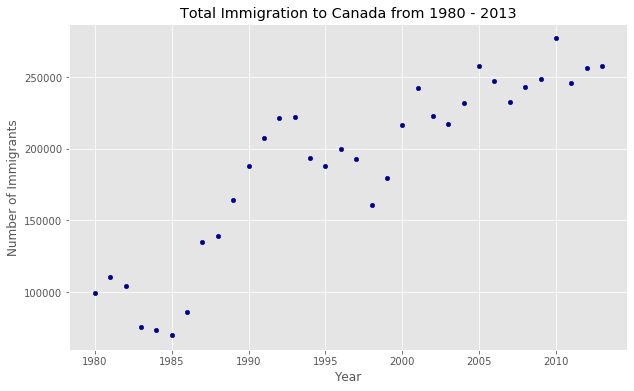 Total Immigration to Canada from 1980 - 2013
250000
200000
150000
100000
Number of Immigrants
1980 1985 1990 1995 2000 2005 2010
Year